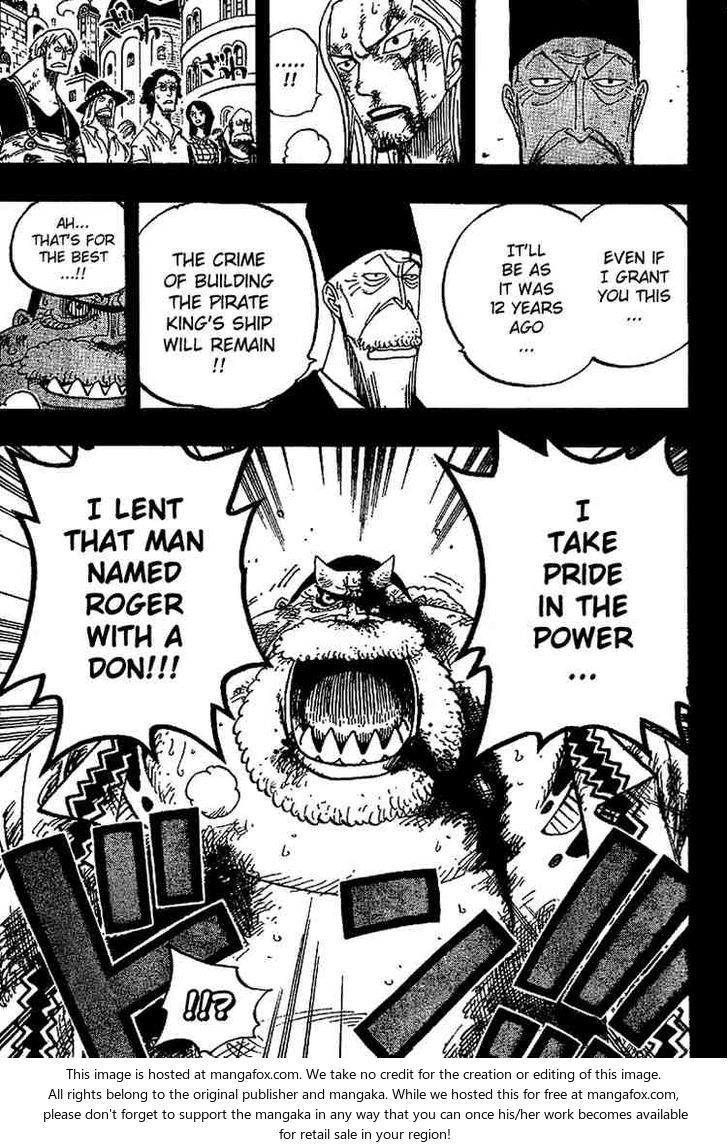 .....
!!
EVEN IF
I GRANT
YOU THIS
...
IT'LL
BE AS
IT WAS
12 YEARS
AGO
...
THE CRIME
OF BUILDING
THE PIRATE
KING'S SHIP
WILL REMAIN
!!
AH...
THAT'S FOR
THE BEST
...!!
I
TAKE
PRIDE
IN THE
POWER
...
I LENT
THAT MAN
NAMED
ROGER
WITH A
DON!!!
ドン
!!?
This image is hosted at mangafox.com. We take no credit for the creation or editing of this image.
All rights belong to the original publisher and mangaka. While we hosted this for free at mangafox.com,
please don't forget to support the mangaka in any way that you can once his/her work becomes available
for retail sale in your region!